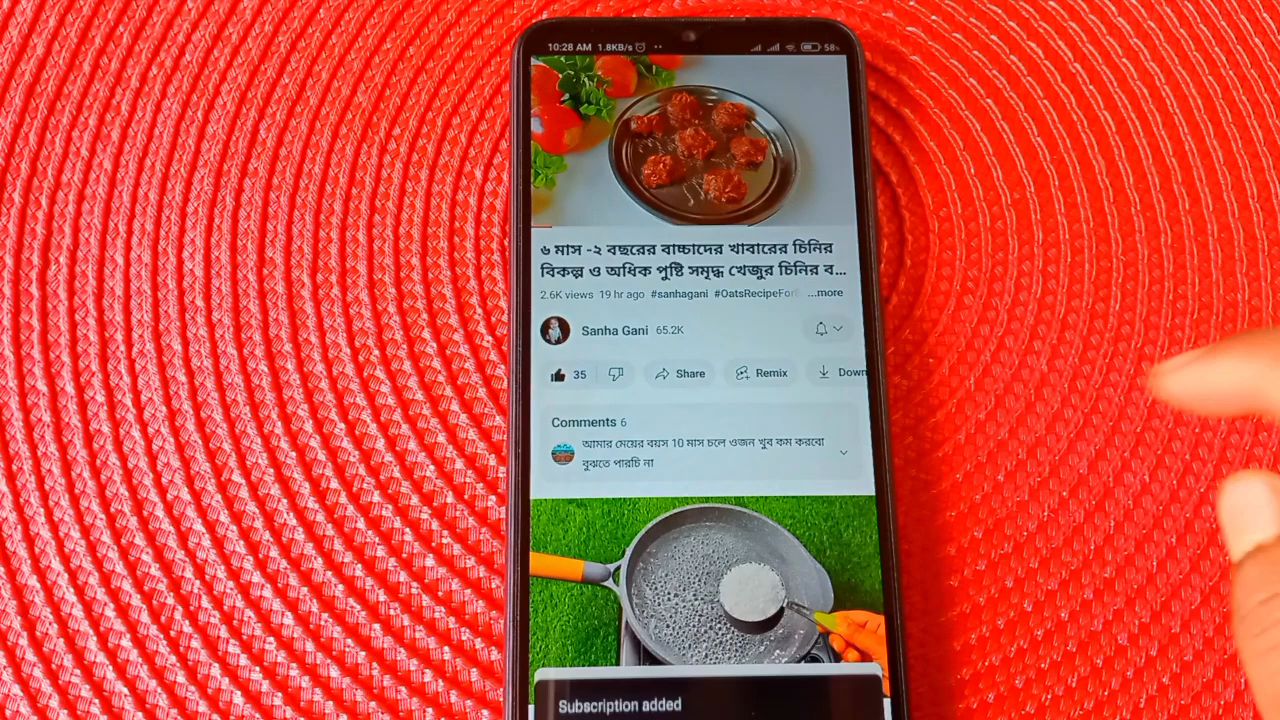 10:28 AM 1.8KB/s 58
৬ মাস -২ বছরের বাচ্চাদের খাবারের চিনির
বিকল্প ও অধিক পুষ্টি সমৃদ্ধ খেজুর চিনির ব...
2.6K views 19 hr ago #sanhagani #OatsRecipeFor ...more
Sanha Gani 65.2K
35 Share Remix Down
Comments 6
আমার মেয়ের বয়স 10 মাস চলে ওজন খুব কম করবো
বুঝতে পারচি না
Subscription added